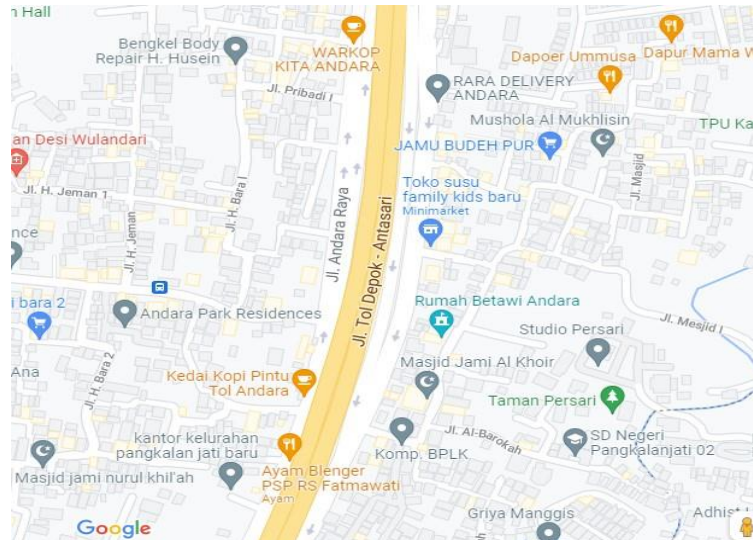 Hall
Bengkel Body
Repair H. Husein
WARKOP
KITA ANDARA
Dapoer Ummusa
Dapur Mama W
Jl. Pribadi I
RARA DELIVERY
ANDARA
Mushola Al Mukhlisin
TPU Ka
an Desi Wulandari
JAMU BUDEH PUR
Jl. H. Jeman 1
Jl. H. Bara I
Toko susu
family kids baru
Minimarket
Jl. Masjid
Jl. Andara Raya
Jl. Tol Depok - Antasari
nce
Jl. H. Jeman
i bara 2
Andara Park Residences
Rumah Betawi Andara
Studio Persari
Jl. Mesjid I
Ana
Jl. H. Bara 2
Kedai Kopi Pintu
Tol Andara
Masjid Jami Al Khoir
Taman Persari
kantor kelurahan
pangkalan jati baru
Jl. Al-Barokah
Komp. BPLK
SD Negeri
Pangkalanjati 02
Masjid jami nurul khil'ah
Ayam Blenger
PSP RS Fatmawati
Ayam
Griya Manggis
Adhist
Google